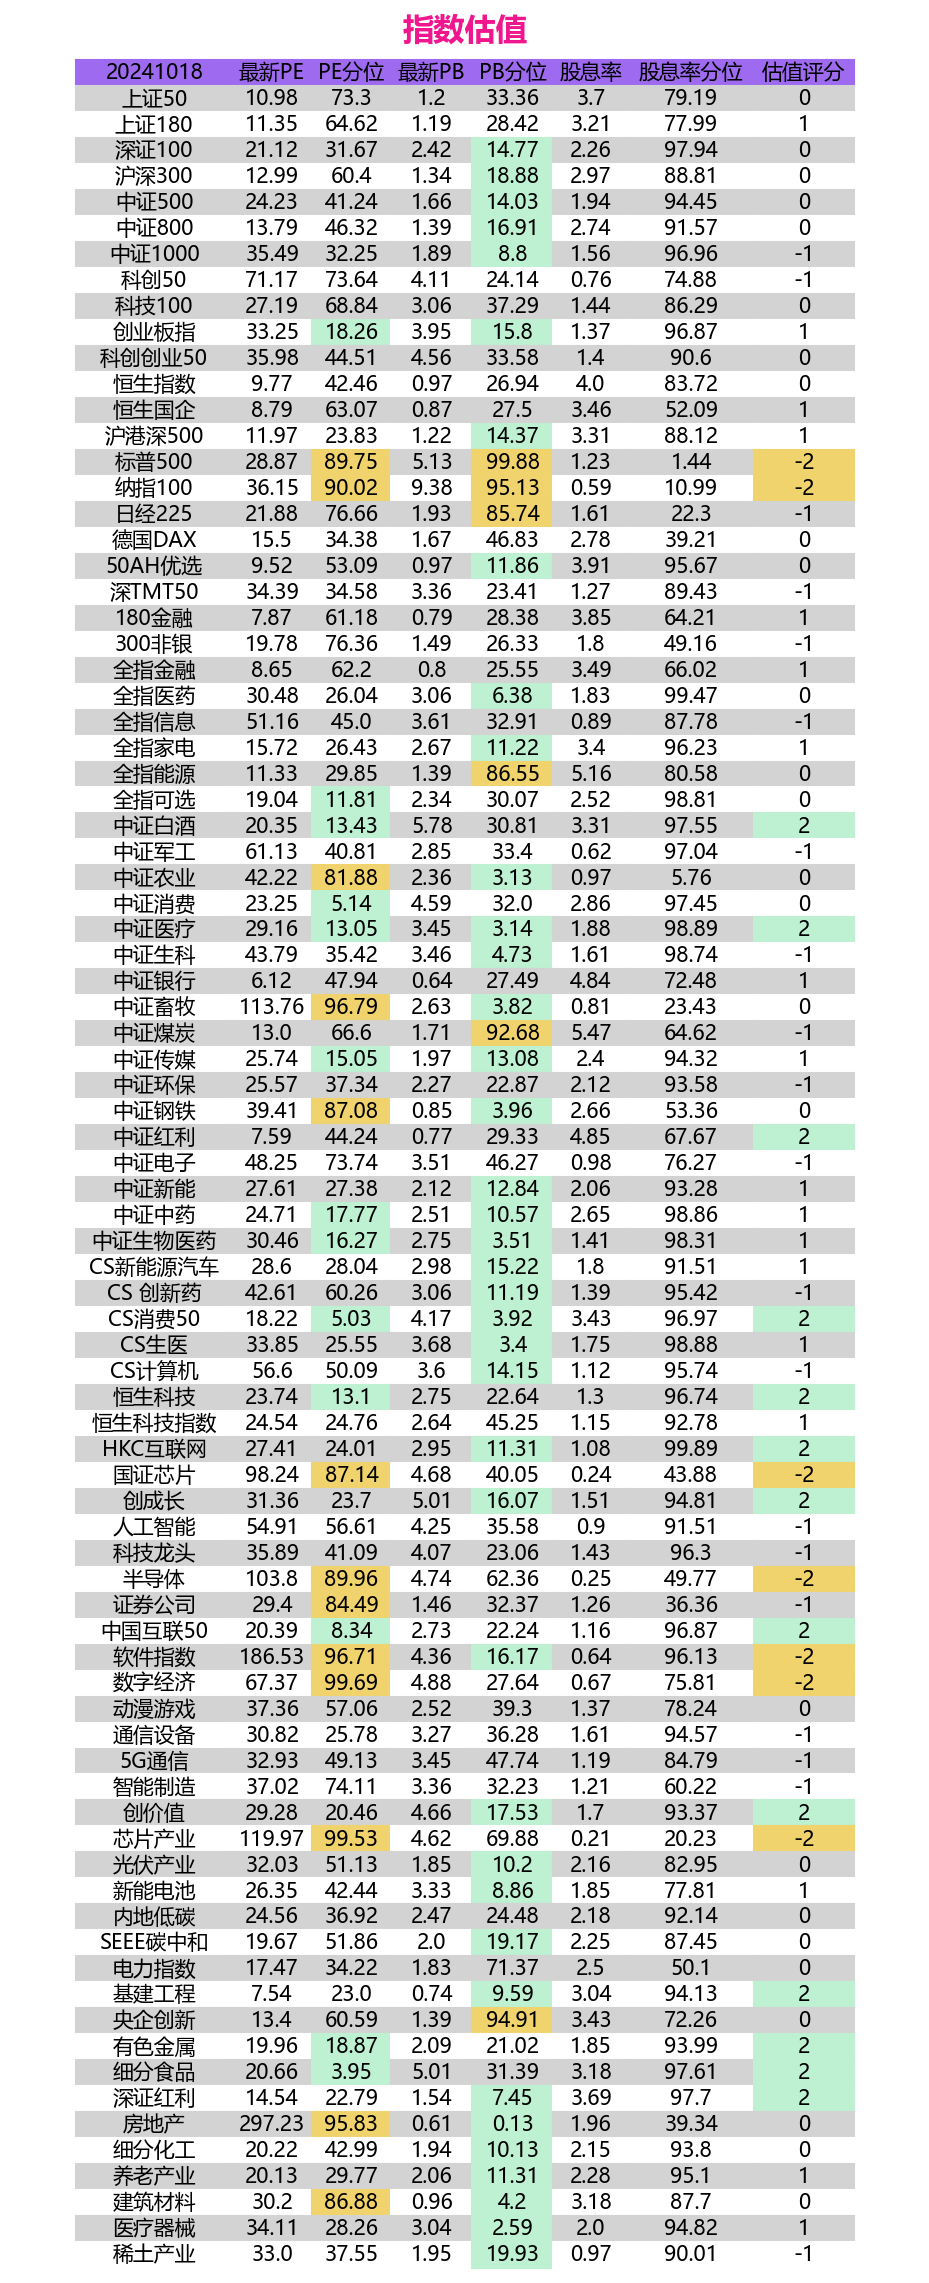 指数估值
20241018 最新PE PE分位 最新PB PB分位 股息率 股息率分位 估值评分
上证50 10.98 73.3 1.2 33.36 3.7 79.19 0
上证180 11.35 64.62 1.19 28.42 3.21 77.99 1
深证100 21.12 31.67 2.42 14.77 2.26 97.94 0
沪深300 12.99 60.4 1.34 18.88 2.97 88.81 0
中证500 24.23 41.24 1.66 14.03 1.94 94.45 0
中证800 13.79 46.32 1.39 16.91 2.74 91.57 0
中证1000 35.49 32.25 1.89 8.8 1.56 96.96 -1
科创50 71.17 73.64 4.11 24.14 0.76 74.88 -1
科技100 27.19 68.84 3.06 37.29 1.44 86.29 0
创业板指 33.25 18.26 3.95 15.8 1.37 96.87 1
科创创业50 35.98 44.51 4.56 33.58 1.4 90.6 0
恒生指数 9.77 42.46 0.97 26.94 4.0 83.72 0
恒生国企 8.79 63.07 0.87 27.5 3.46 52.09 1
沪港深500 11.97 23.83 1.22 14.37 3.31 88.12 1
标普500 28.87 89.75 5.13 99.88 1.23 1.44 -2
纳指100 36.15 90.02 9.38 95.13 0.59 10.99 -2
日经225 21.88 76.66 1.93 85.74 1.61 22.3 -1
德国DAX 15.5 34.38 1.67 46.83 2.78 39.21 0
50AH优选 9.52 53.09 0.97 11.86 3.91 95.67 0
深TMT50 34.39 34.58 3.36 23.41 1.27 89.43 -1
180金融 7.87 61.18 0.79 28.38 3.85 64.21 1
300非银 19.78 76.36 1.49 26.33 1.8 49.16 -1
全指金融 8.65 62.2 0.8 25.55 3.49 66.02 1
全指医药 30.48 26.04 3.06 6.38 1.83 99.47 0
全指信息 51.16 45.0 3.61 32.91 0.89 87.78 -1
全指家电 15.72 26.43 2.67 11.22 3.4 96.23 1
全指能源 11.33 29.85 1.39 86.55 5.16 80.58 0
全指可选 19.04 11.81 2.34 30.07 2.52 98.81 0
中证白酒 20.35 13.43 5.78 30.81 3.31 97.55 2
中证军工 61.13 40.81 2.85 33.4 0.62 97.04 -1
中证农业 42.22 81.88 2.36 3.13 0.97 5.76 0
中证消费 23.25 5.14 4.59 32.0 2.86 97.45 0
中证医疗 29.16 13.05 3.45 3.14 1.88 98.89 2
中证生科 43.79 35.42 3.46 4.73 1.61 98.74 -1
中证银行 6.12 47.94 0.64 27.49 4.84 72.48 1
中证畜牧 113.76 96.79 2.63 3.82 0.81 23.43 0
中证煤炭 13.0 66.6 1.71 92.68 5.47 64.62 -1
中证传媒 25.74 15.05 1.97 13.08 2.4 94.32 1
中证环保 25.57 37.34 2.27 22.87 2.12 93.58 -1
中证钢铁 39.41 87.08 0.85 3.96 2.66 53.36 0
中证红利 7.59 44.24 0.77 29.33 4.85 67.67 2
中证电子 48.25 73.74 3.51 46.27 0.98 76.27 -1
中证新能 27.61 27.38 2.12 12.84 2.06 93.28 1
中证中药 24.71 17.77 2.51 10.57 2.65 98.86 1
中证生物医药 30.46 16.27 2.75 3.51 1.41 98.31 1
CS新能源汽车 28.6 28.04 2.98 15.22 1.8 91.51 1
CS 创新药 42.61 60.26 3.06 11.19 1.39 95.42 -1
CS消费50 18.22 5.03 4.17 3.92 3.43 96.97 2
CS生医 33.85 25.55 3.68 3.4 1.75 98.88 1
CS计算机 56.6 50.09 3.6 14.15 1.12 95.74 -1
恒生科技 23.74 13.1 2.75 22.64 1.3 96.74 2
恒生科技指数 24.54 24.76 2.64 45.25 1.15 92.78 1
HKC互联网 27.41 24.01 2.95 11.31 1.08 99.89 2
国证芯片 98.24 87.14 4.68 40.05 0.24 43.88 -2
创成长 31.36 23.7 5.01 16.07 1.51 94.81 2
人工智能 54.91 56.61 4.25 35.58 0.9 91.51 -1
科技龙头 35.89 41.09 4.07 23.06 1.43 96.3 -1
半导体 103.8 89.96 4.74 62.36 0.25 49.77 -2
证券公司 29.4 84.49 1.46 32.37 1.26 36.36 -1
中国互联50 20.39 8.34 2.73 22.24 1.16 96.87 2
软件指数 186.53 96.71 4.36 16.17 0.64 96.13 -2
数字经济 67.37 99.69 4.88 27.64 0.67 75.81 -2
动漫游戏 37.36 57.06 2.52 39.3 1.37 78.24 0
通信设备 30.82 25.78 3.27 36.28 1.61 94.57 -1
5G通信 32.93 49.13 3.45 47.74 1.19 84.79 -1
智能制造 37.02 74.11 3.36 32.23 1.21 60.22 -1
创价值 29.28 20.46 4.66 17.53 1.7 93.37 2
芯片产业 119.97 99.53 4.62 69.88 0.21 20.23 -2
光伏产业 32.03 51.13 1.85 10.2 2.16 82.95 0
新能电池 26.35 42.44 3.33 8.86 1.85 77.81 1
内地低碳 24.56 36.92 2.47 24.48 2.18 92.14 0
SEEE碳中和 19.67 51.86 2.0 19.17 2.25 87.45 0
电力指数 17.47 34.22 1.83 71.37 2.5 50.1 0
基建工程 7.54 23.0 0.74 9.59 3.04 94.13 2
央企创新 13.4 60.59 1.39 94.91 3.43 72.26 0
有色金属 19.96 18.87 2.09 21.02 1.85 93.99 2
细分食品 20.66 3.95 5.01 31.39 3.18 97.61 2
深证红利 14.54 22.79 1.54 7.45 3.69 97.7 2
房地产 297.23 95.83 0.61 0.13 1.96 39.34 0
细分化工 20.22 42.99 1.94 10.13 2.15 93.8 0
养老产业 20.13 29.77 2.06 11.31 2.28 95.1 1
建筑材料 30.2 86.88 0.96 4.2 3.18 87.7 0
医疗器械 34.11 28.26 3.04 2.59 2.0 94.82 1
稀土产业 33.0 37.55 1.95 19.93 0.97 90.01 -1